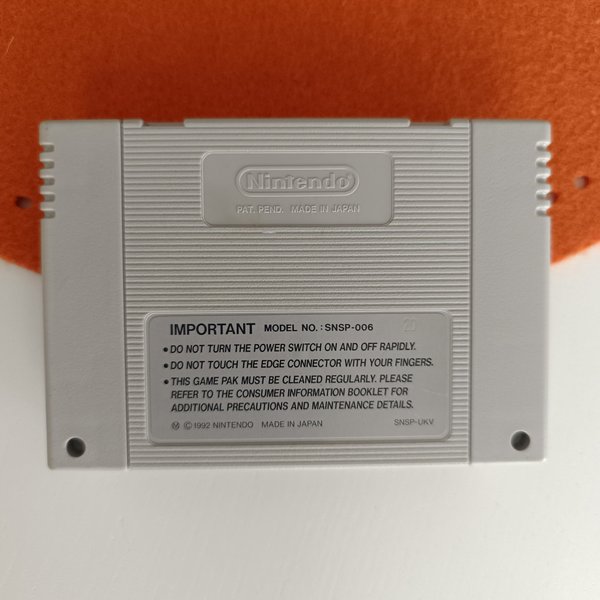 Nintendo
PAT. PEND. MADE IN JAPAN
IMPORTANT MODEL NO.: SNSP-006
• DO NOT TURN THE POWER SWITCH ON AND OFF RAPIDLY.
• DO NOT TOUCH THE EDGE CONNECTOR WITH YOUR FINGERS.
• THIS GAME PAK MUST BE CLEANED REGULARLY. PLEASE
REFER TO THE CONSUMER INFORMATION BOOKLET FOR
ADDITIONAL PRECAUTIONS AND MAINTENANCE DETAILS.
Ⓜ © 1992 NINTENDO MADE IN JAPAN SNSP-UKV